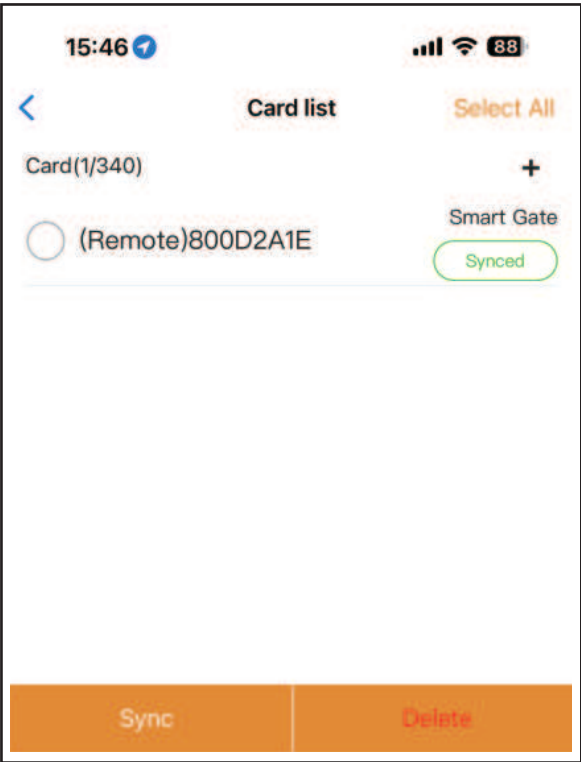 15:46 88
Card list Select All
Card(1/340) +
Smart Gate
(Remote)800D2A1E
Synced
Sync Delete